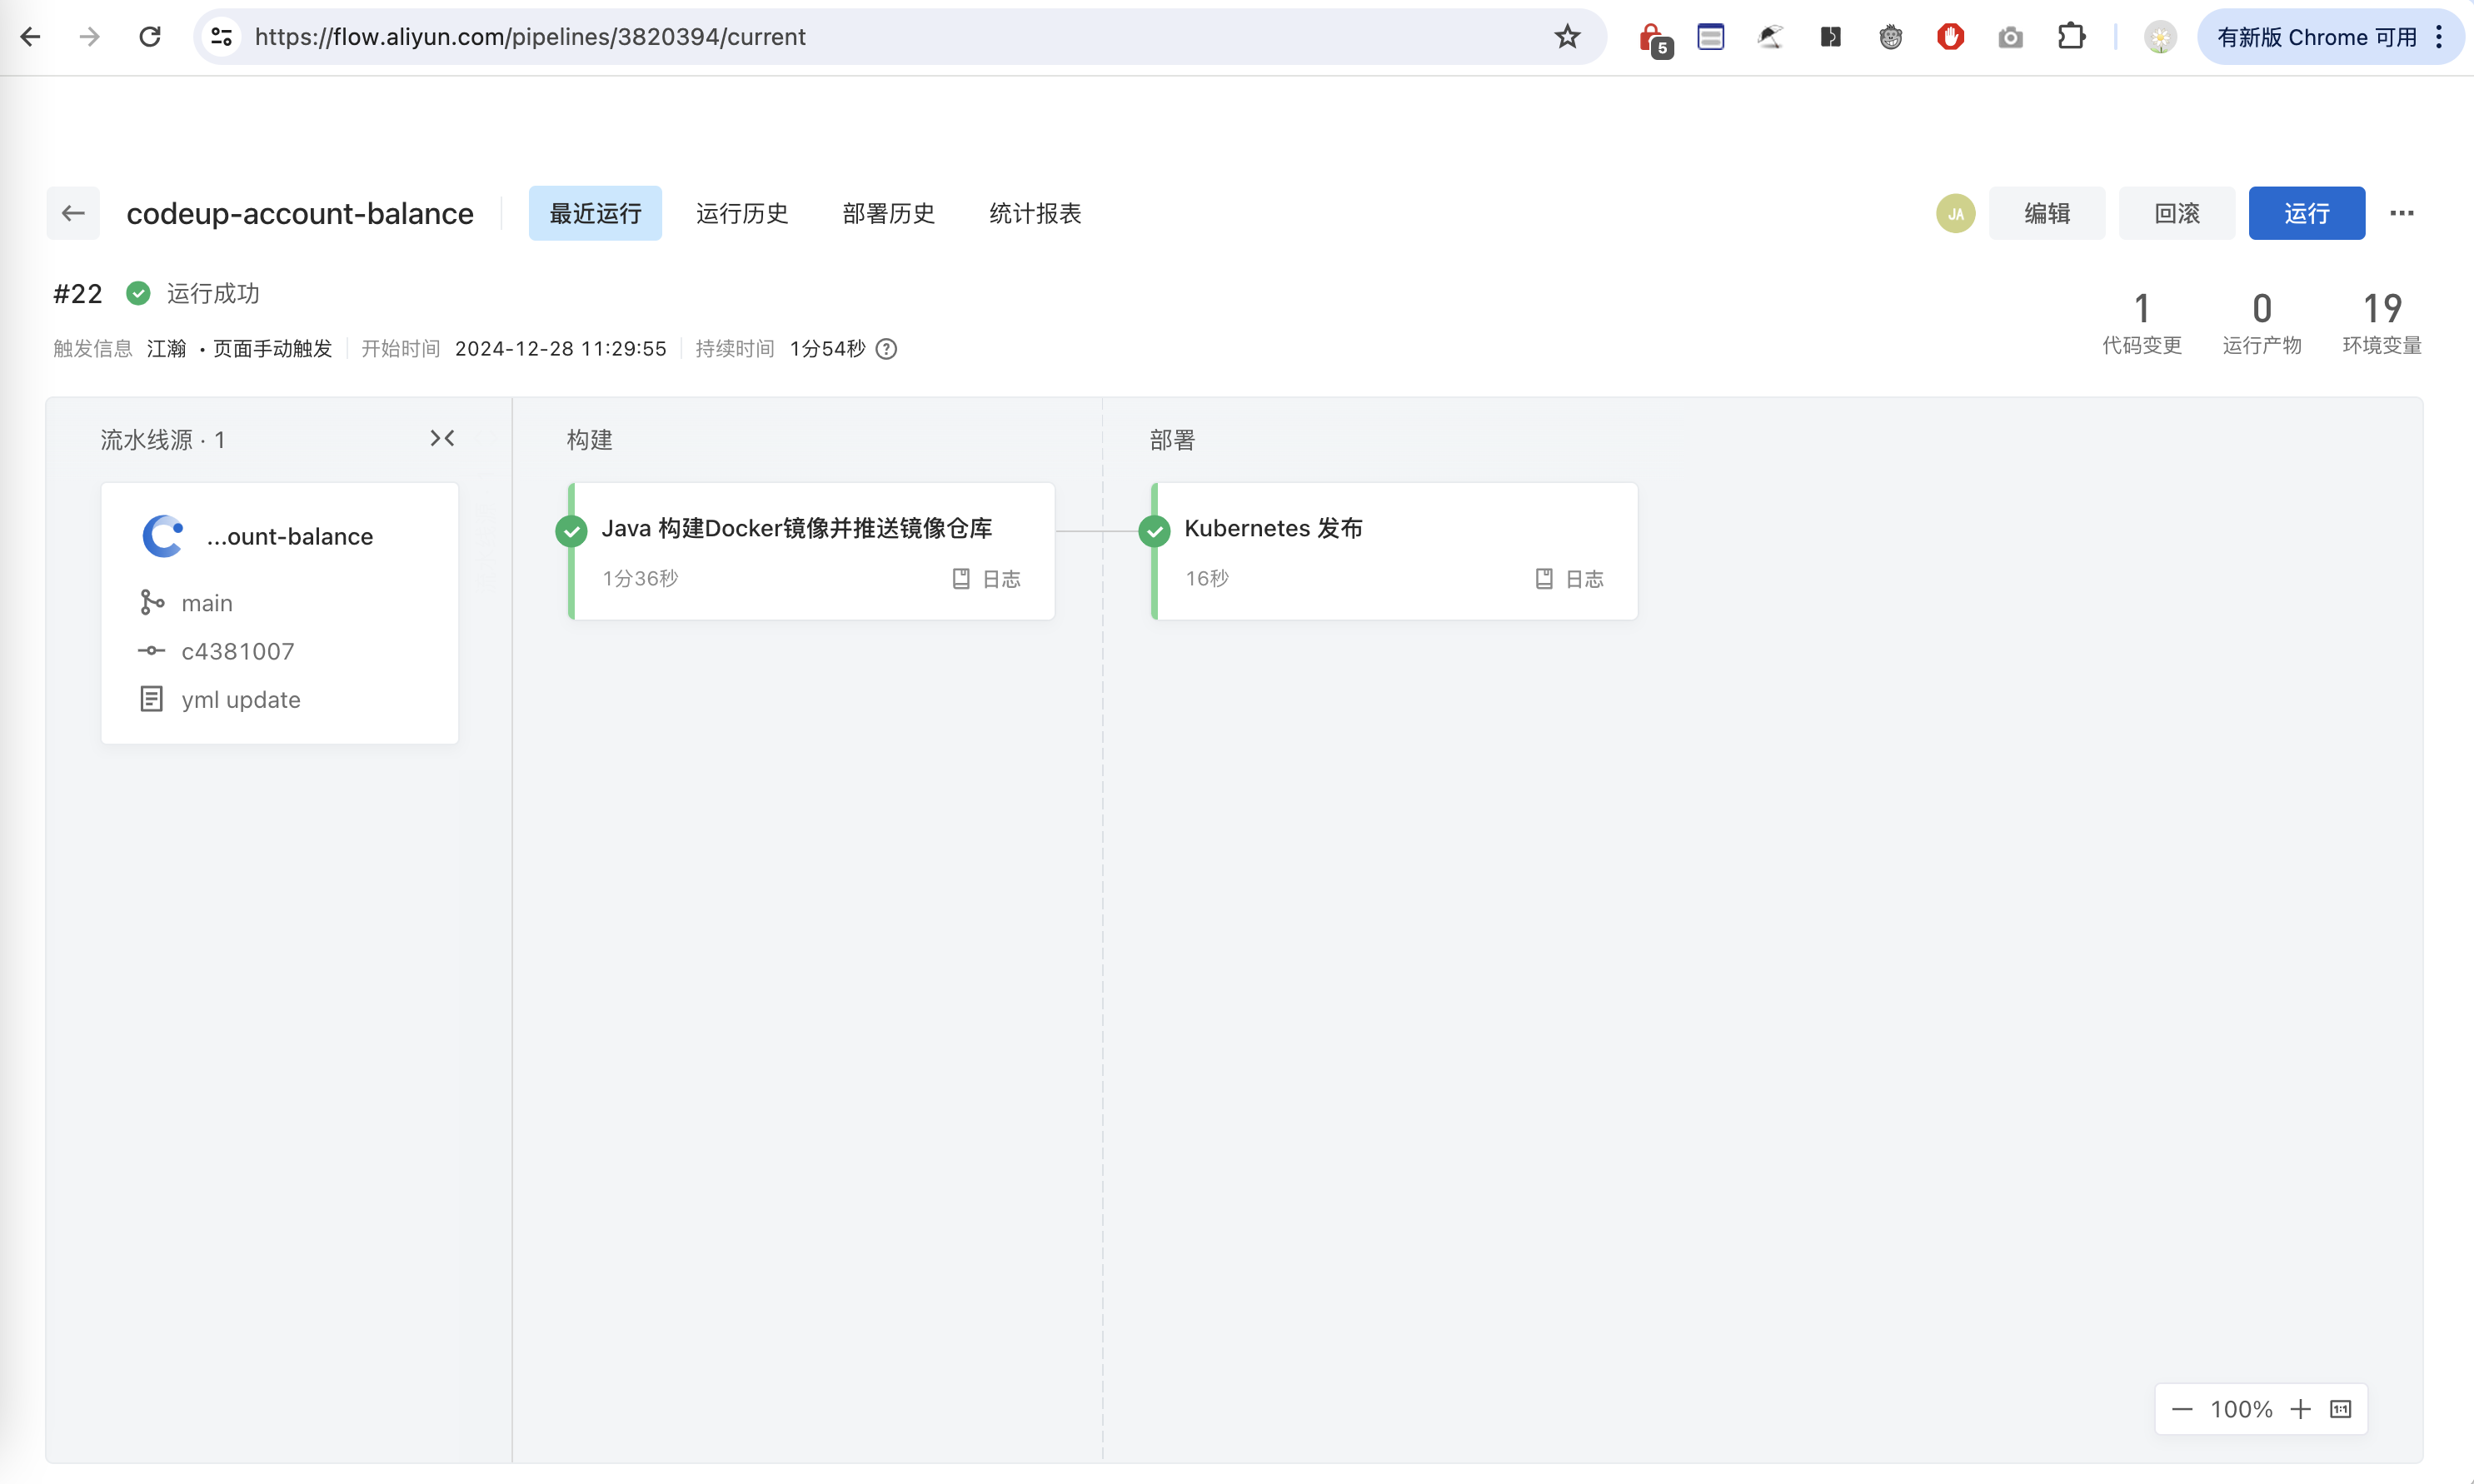 https://flow.aliyun.com/pipelines/3820394/current
5
有新版 Chrome 可用
codeup-account-balance
最近运行
运行历史
部署历史
统计报表
JA
编辑
回滚
运行
#22
运行成功
触发信息 江瀚 · 页面手动触发 开始时间 2024-12-28 11:29:55 持续时间 1分54秒
1
代码变更
0
运行产物
19
环境变量
流水线源 · 1
...ount-balance
main
c4381007
yml update
构建
Java 构建Docker镜像并推送镜像仓库
1分36秒
日志
部署
Kubernetes 发布
16秒
日志
100%
1:1